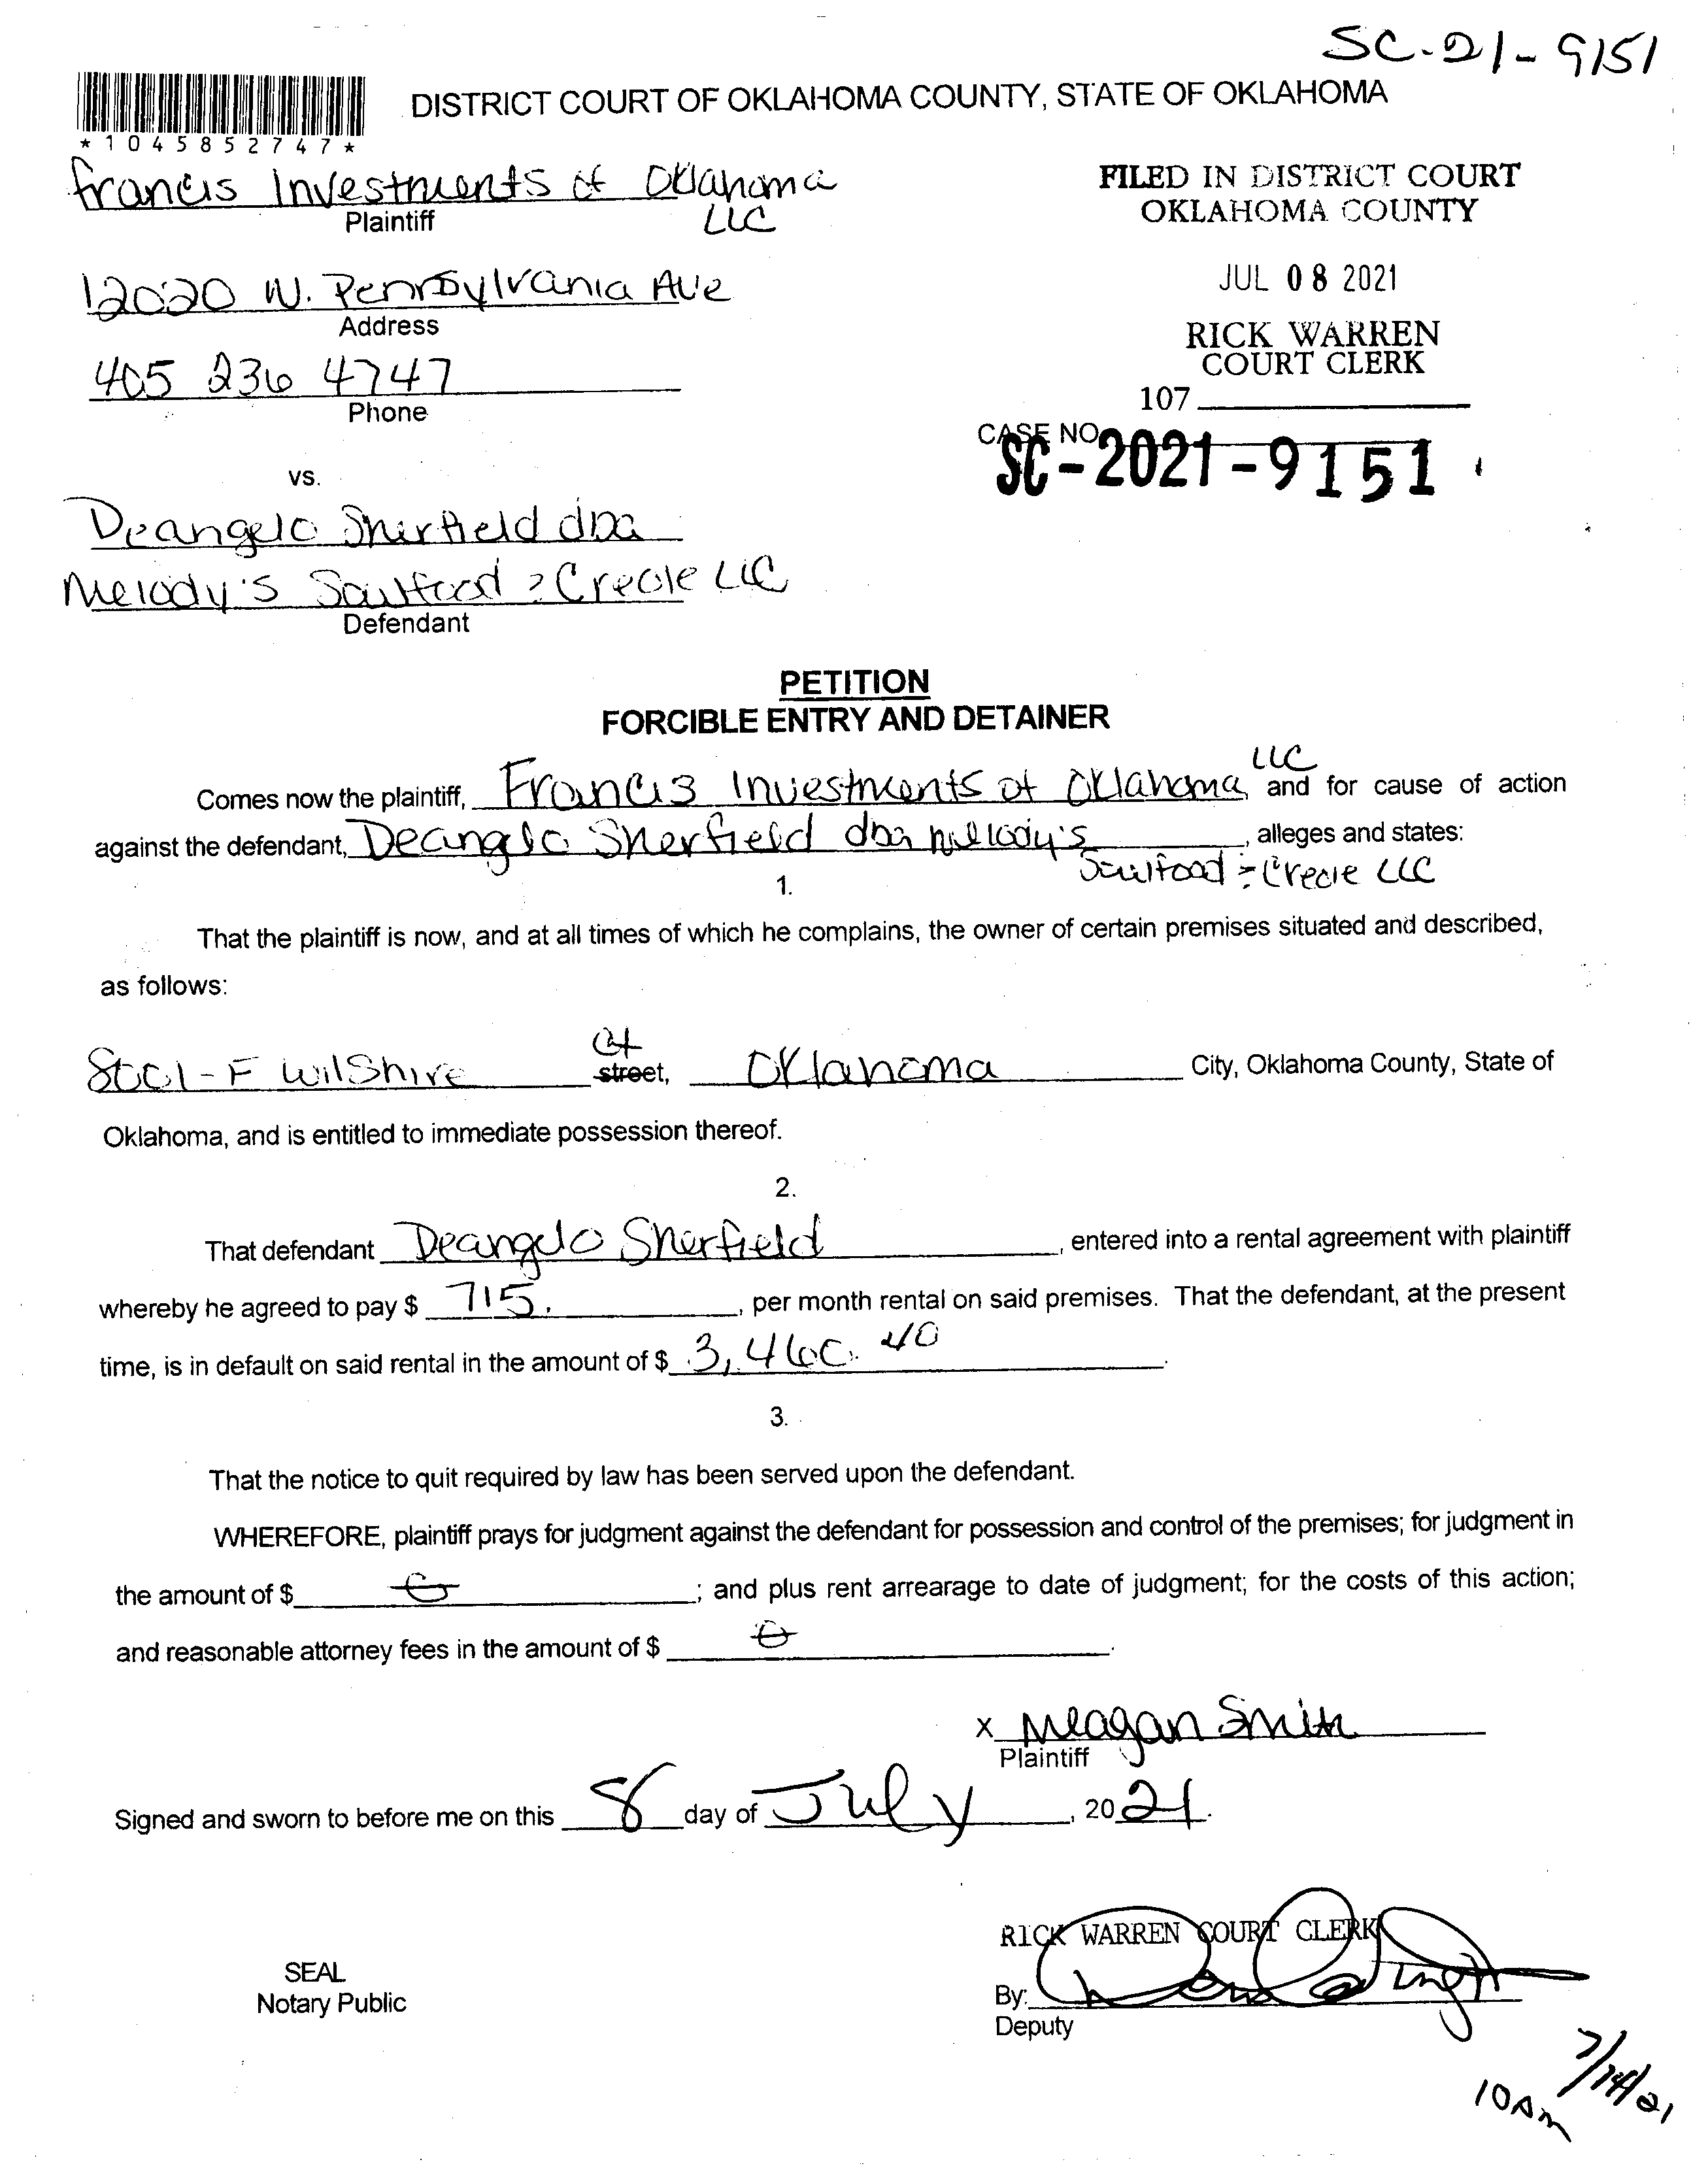 SC-21-9151
DISTRICT COURT OF OKLAHOMA COUNTY, STATE OF OKLAHOMA
*1045852747*
Francis Investments of Oklahoma
LLC
Plaintiff
FILED IN DISTRICT COURT
OKLAHOMA COUNTY
12020 N. Pennsylvania Ave
Address
JUL 08 2021
RICK WARREN
COURT CLERK
405 236 4747
Phone
107
CASE NO.
SC-2021-9151
vs.
Deangelo Sherfield dba
Melody's Soulfood & Creole LLC
Defendant
PETITION
FORCIBLE ENTRY AND DETAINER
Comes now the plaintiff, Francis Investments of Oklahoma LLC, and for cause of action
against the defendant, Deangelo Sherfield dba Melody's, alleges and states:
Soulfood & Creole LLC
1.
That the plaintiff is now, and at all times of which he complains, the owner of certain premises situated and described,
as follows:
8001-F Wilshire Ct street, Oklahoma City, Oklahoma County, State of
Oklahoma, and is entitled to immediate possession thereof.
2.
That defendant Deangelo Sherfield, entered into a rental agreement with plaintiff
whereby he agreed to pay $ 715., per month rental on said premises. That the defendant, at the present
time, is in default on said rental in the amount of $ 3,460.40.
3.
That the notice to quit required by law has been served upon the defendant.
WHEREFORE, plaintiff prays for judgment against the defendant for possession and control of the premises; for judgment in
the amount of $ 0; and plus rent arrearage to date of judgment; for the costs of this action;
and reasonable attorney fees in the amount of $ 0.
x Meagan Smith
Plaintiff
Signed and sworn to before me on this 8 day of July, 2021.
RICK WARREN COURT CLERK
SEAL
Notary Public
By:
Deputy
7/14/21
10Am